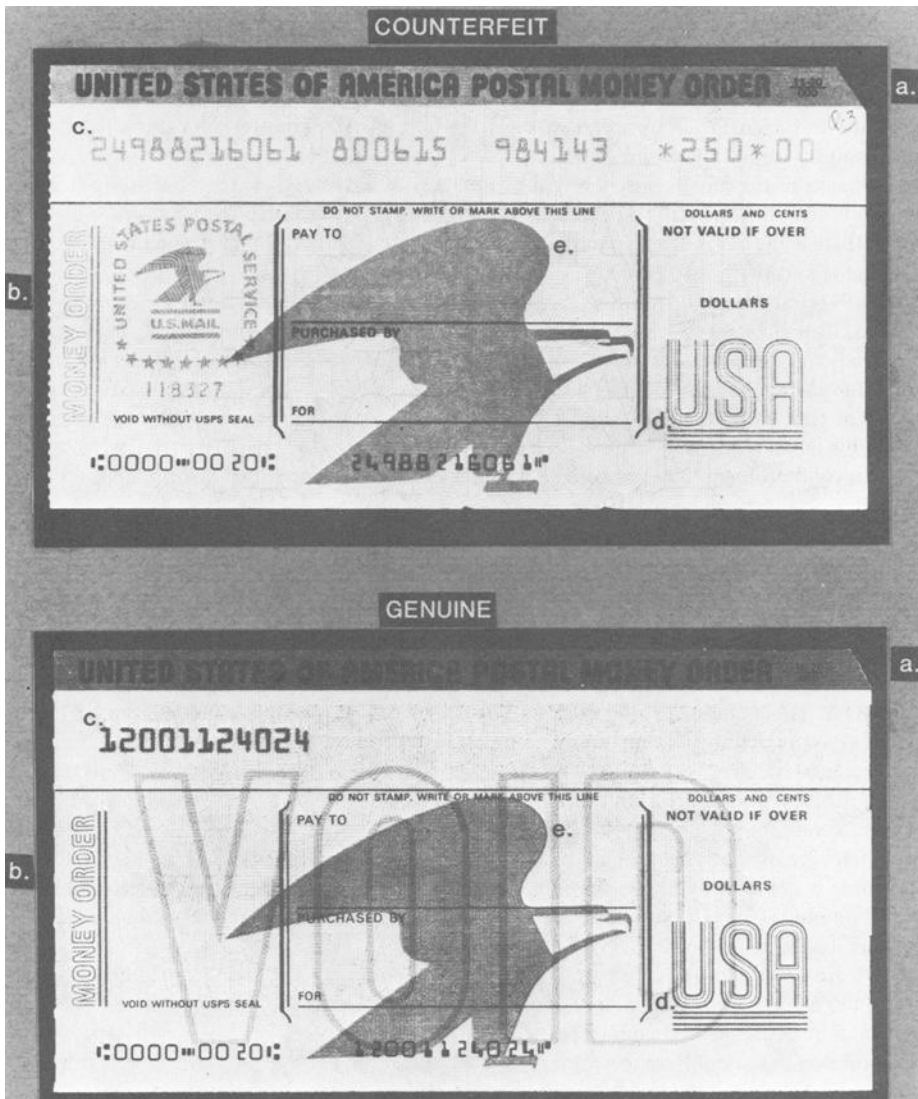 COUNTERFEIT
UNITED STATES OF AMERICA POSTAL MONEY ORDER
a.
c.
24988216061 800615 984143 *250*00
DO NOT STAMP, WRITE OR MARK ABOVE THIS LINE
DOLLARS AND CENTS
NOT VALID IF OVER
PAY TO
e.
b.
MONEY ORDER
UNITED STATES POSTAL SERVICE
U.S.MAIL
DOLLARS
PURCHASED BY
USA
118327
FOR
d.
VOID WITHOUT USPS SEAL
⑆0000⑈00 20⑆ 24988216061⑈
GENUINE
UNITED STATES OF AMERICA POSTAL MONEY ORDER
a.
c.
12001124024
VOID
DO NOT STAMP, WRITE OR MARK ABOVE THIS LINE
DOLLARS AND CENTS
NOT VALID IF OVER
PAY TO
e.
b.
MONEY ORDER
DOLLARS
PURCHASED BY
USA
FOR
d.
VOID WITHOUT USPS SEAL
⑆0000⑈00 20⑆ 12001124024⑈